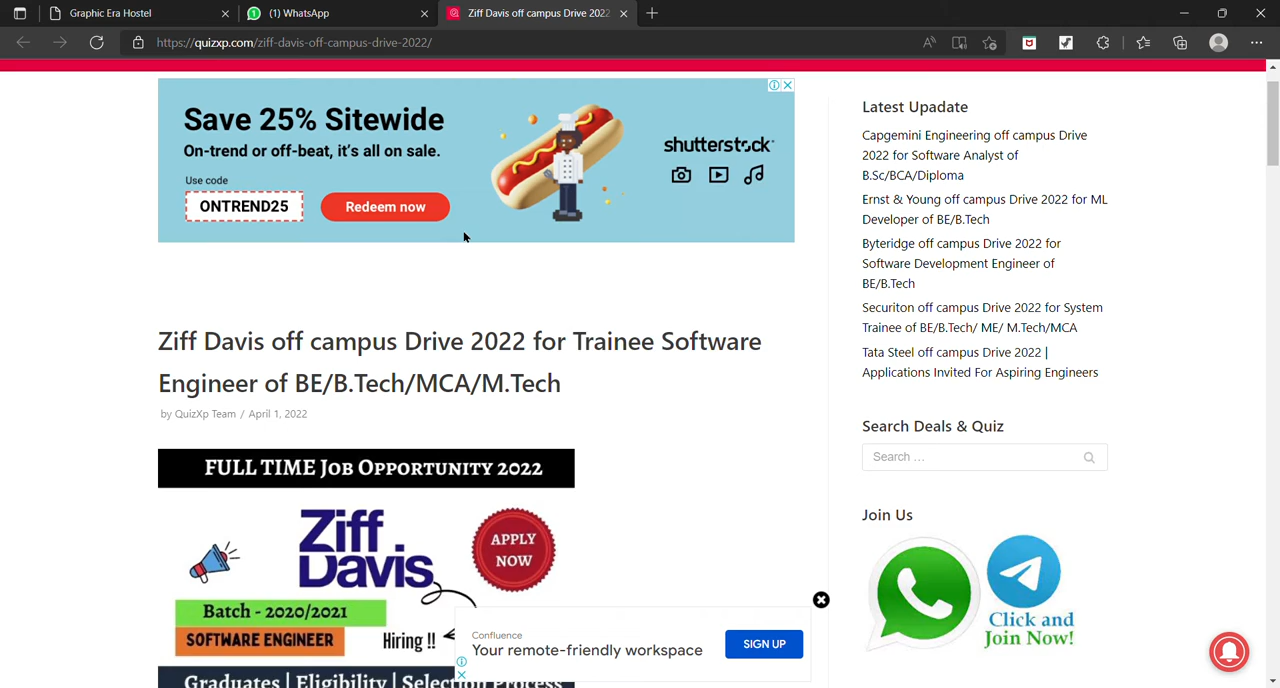 Graphic Era Hostel
(1) WhatsApp
Ziff Davis off campus Drive 2022
https://quizxp.com/ziff-davis-off-campus-drive-2022/
Save 25% Sitewide
On-trend or off-beat, it's all on sale.
Use code
ONTREND25
Redeem now
shutterstock
Ziff Davis off campus Drive 2022 for Trainee Software
Engineer of BE/B.Tech/MCA/M.Tech
by QuizXp Team / April 1, 2022
FULL TIME Job Opportunity 2022
Ziff
Davis
APPLY
NOW
Batch - 2020/2021
SOFTWARE ENGINEER
Hiring !!
Graduates | Eligibility | Selection Process
Confluence
Your remote-friendly workspace
SIGN UP
Latest Upadate
Capgemini Engineering off campus Drive
2022 for Software Analyst of
B.Sc/BCA/Diploma
Ernst & Young off campus Drive 2022 for ML
Developer of BE/B.Tech
Byteridge off campus Drive 2022 for
Software Development Engineer of
BE/B.Tech
Securiton off campus Drive 2022 for System
Trainee of BE/B.Tech/ ME/ M.Tech/MCA
Tata Steel off campus Drive 2022 |
Applications Invited For Aspiring Engineers
Search Deals & Quiz
Search ...
Join Us
Click and
Join Now!